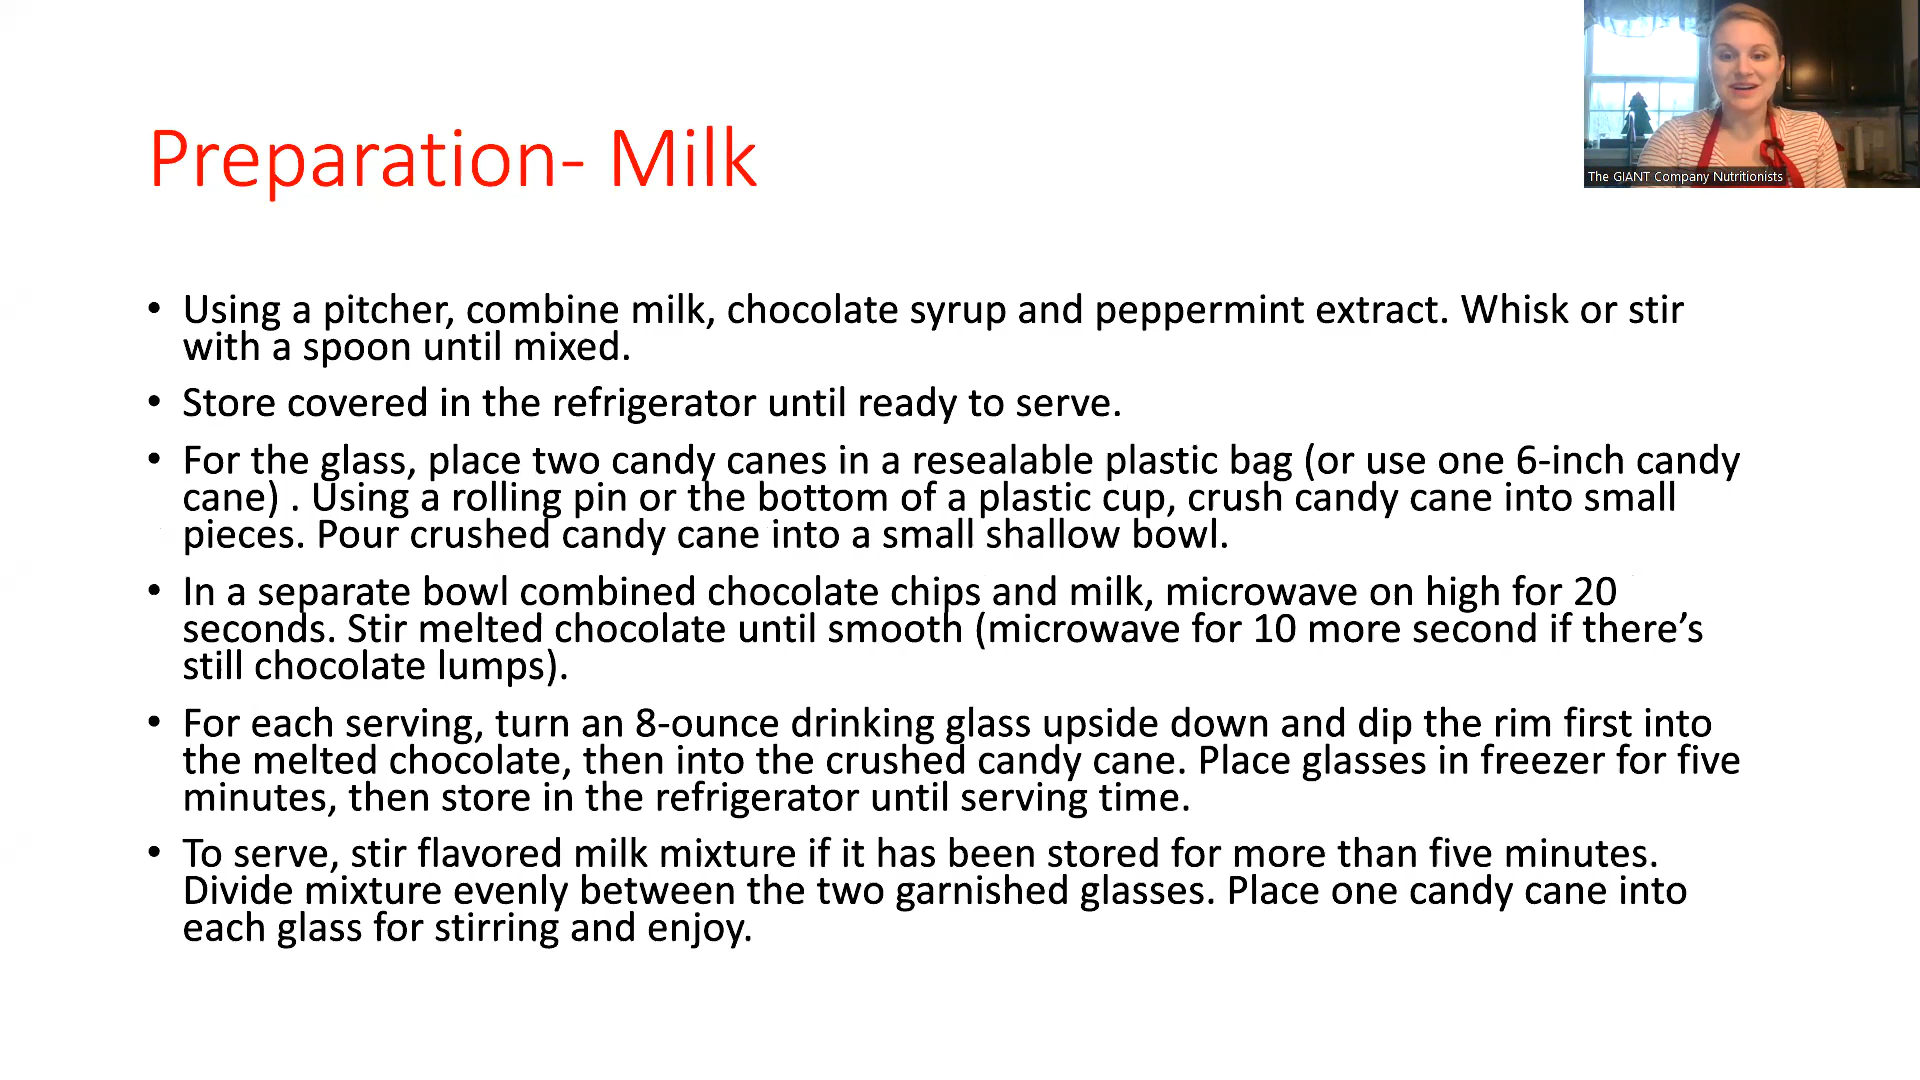 The GIANT Company Nutritionists
Preparation- Milk
• Using a pitcher, combine milk, chocolate syrup and peppermint extract. Whisk or stir
with a spoon until mixed.
• Store covered in the refrigerator until ready to serve.
• For the glass, place two candy canes in a resealable plastic bag (or use one 6-inch candy
cane) . Using a rolling pin or the bottom of a plastic cup, crush candy cane into small
pieces. Pour crushed candy cane into a small shallow bowl.
• In a separate bowl combined chocolate chips and milk, microwave on high for 20
seconds. Stir melted chocolate until smooth (microwave for 10 more second if there’s
still chocolate lumps).
• For each serving, turn an 8-ounce drinking glass upside down and dip the rim first into
the melted chocolate, then into the crushed candy cane. Place glasses in freezer for five
minutes, then store in the refrigerator until serving time.
• To serve, stir flavored milk mixture if it has been stored for more than five minutes.
Divide mixture evenly between the two garnished glasses. Place one candy cane into
each glass for stirring and enjoy.